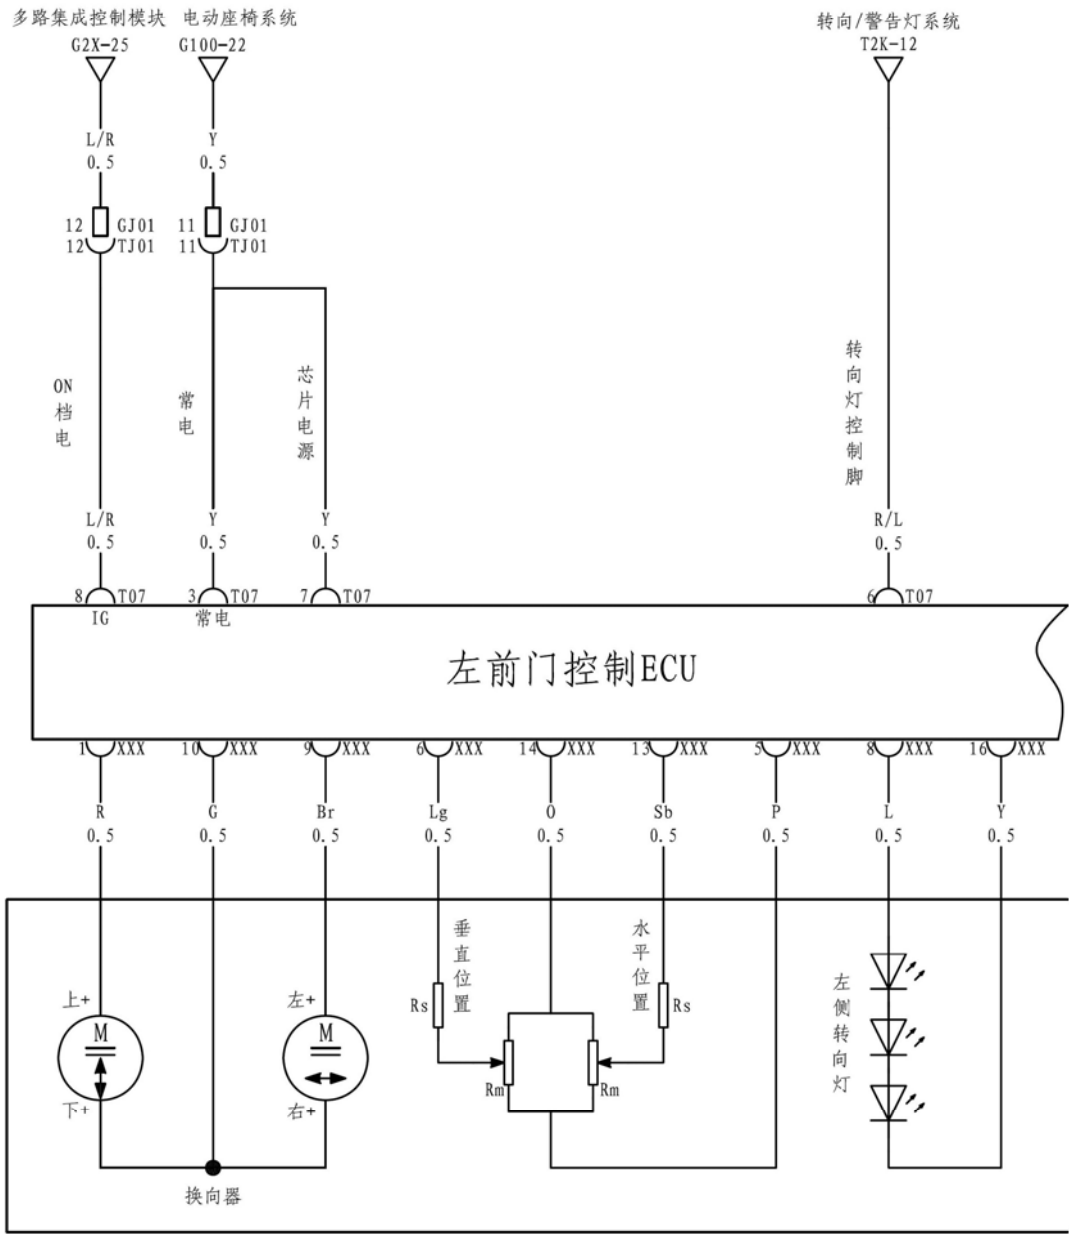 多路集成控制模块 电动座椅系统 转向/警告灯系统
G2X-25 G100-22 T2K-12
L/R Y
0.5 0.5
12 GJ01 11 GJ01
12 TJ01 11 TJ01
ON档电
常电
芯片电源
转向灯控制脚
L/R Y Y R/L
0.5 0.5 0.5 0.5
8 T07 3 T07 7 T07 6 T07
IG 常电
左前门控制ECU
1 XXX 10 XXX 9 XXX 6 XXX 14 XXX 13 XXX 5 XXX 8 XXX 16 XXX
R G Br Lg O Sb P L Y
0.5 0.5 0.5 0.5 0.5 0.5 0.5 0.5 0.5
垂直位置
水平位置
左侧转向灯
上+ 左+ Rs Rs
M M
Rm Rm
下+ 右+
换向器